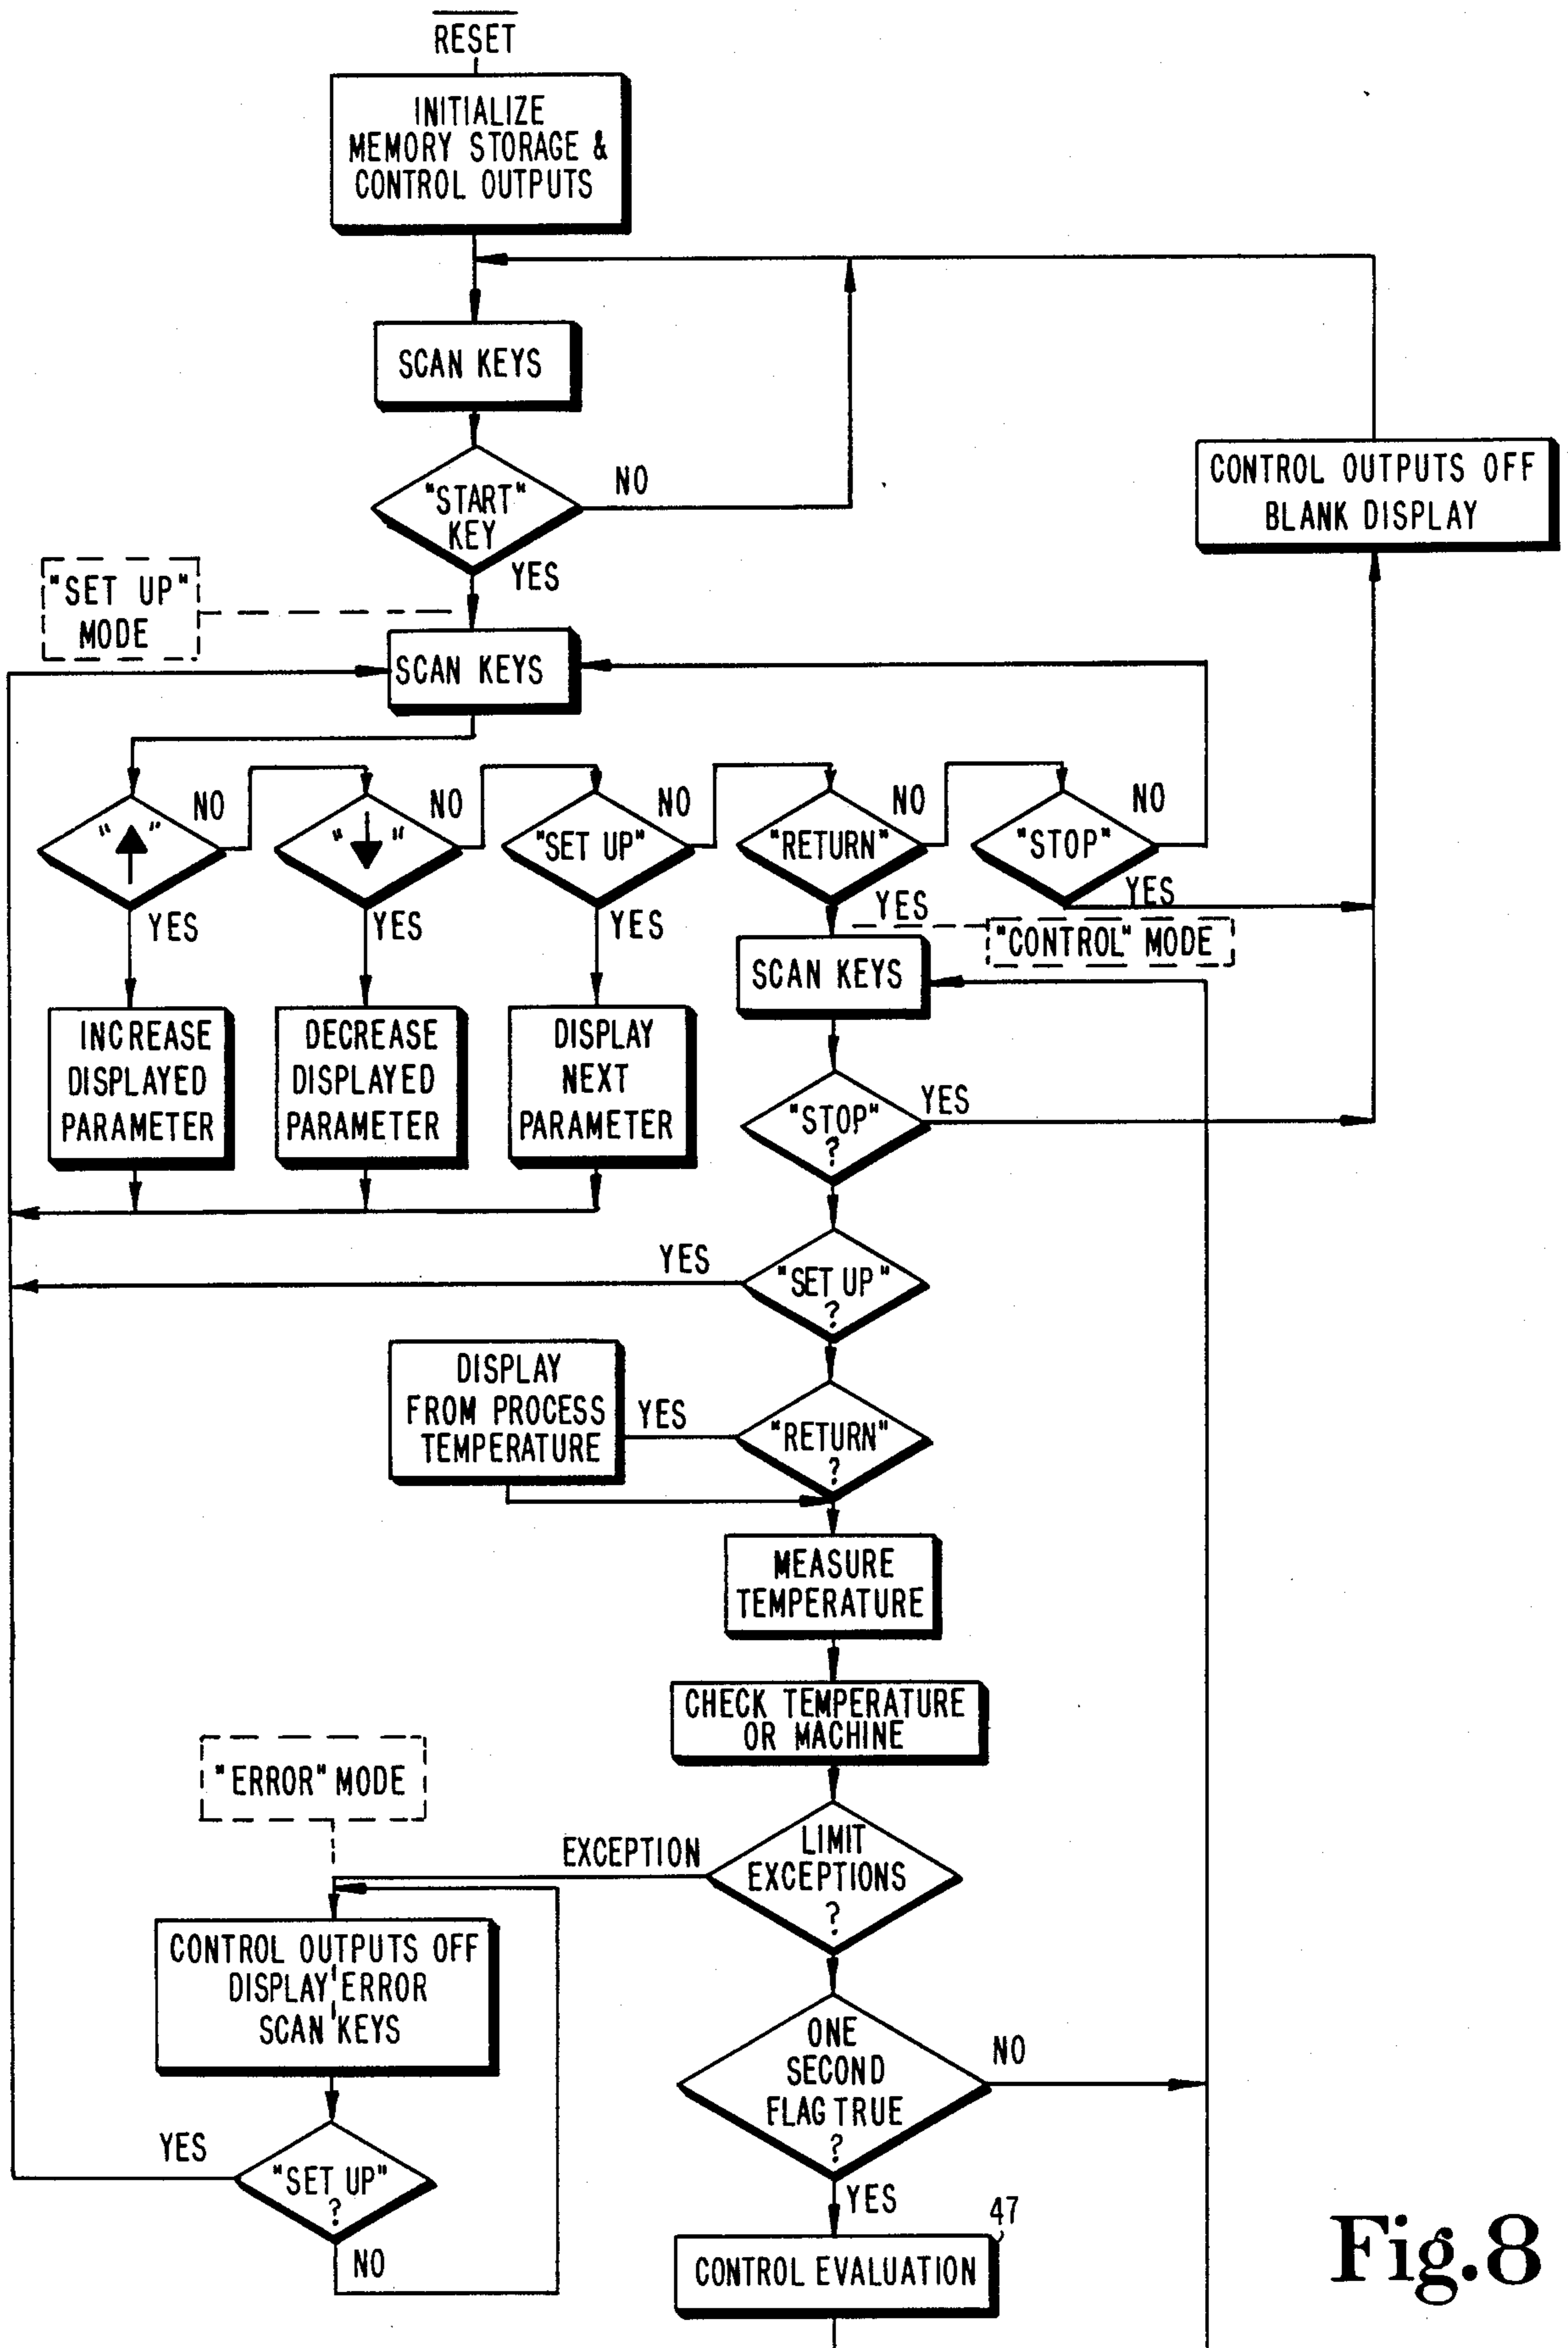 RESET
INITIALIZE
MEMORY STORAGE &
CONTROL OUTPUTS
SCAN KEYS
"START"
KEY
NO
YES
CONTROL OUTPUTS OFF
BLANK DISPLAY
"SET UP"
MODE
SCAN KEYS
"↑"
NO
"↓"
NO
"SET UP"
NO
"RETURN"
NO
"STOP"
NO
YES
YES
YES
YES
YES
"CONTROL" MODE
INCREASE
DISPLAYED
PARAMETER
DECREASE
DISPLAYED
PARAMETER
DISPLAY
NEXT
PARAMETER
SCAN KEYS
"STOP"
?
YES
"SET UP"
?
YES
"RETURN"
?
YES
DISPLAY
FROM PROCESS
TEMPERATURE
MEASURE
TEMPERATURE
CHECK TEMPERATURE
OR MACHINE
LIMIT
EXCEPTIONS
?
EXCEPTION
"ERROR" MODE
CONTROL OUTPUTS OFF
DISPLAY ERROR
SCAN KEYS
"SET UP"
?
YES
NO
ONE
SECOND
FLAG TRUE
?
NO
YES
47
CONTROL EVALUATION
Fig.8